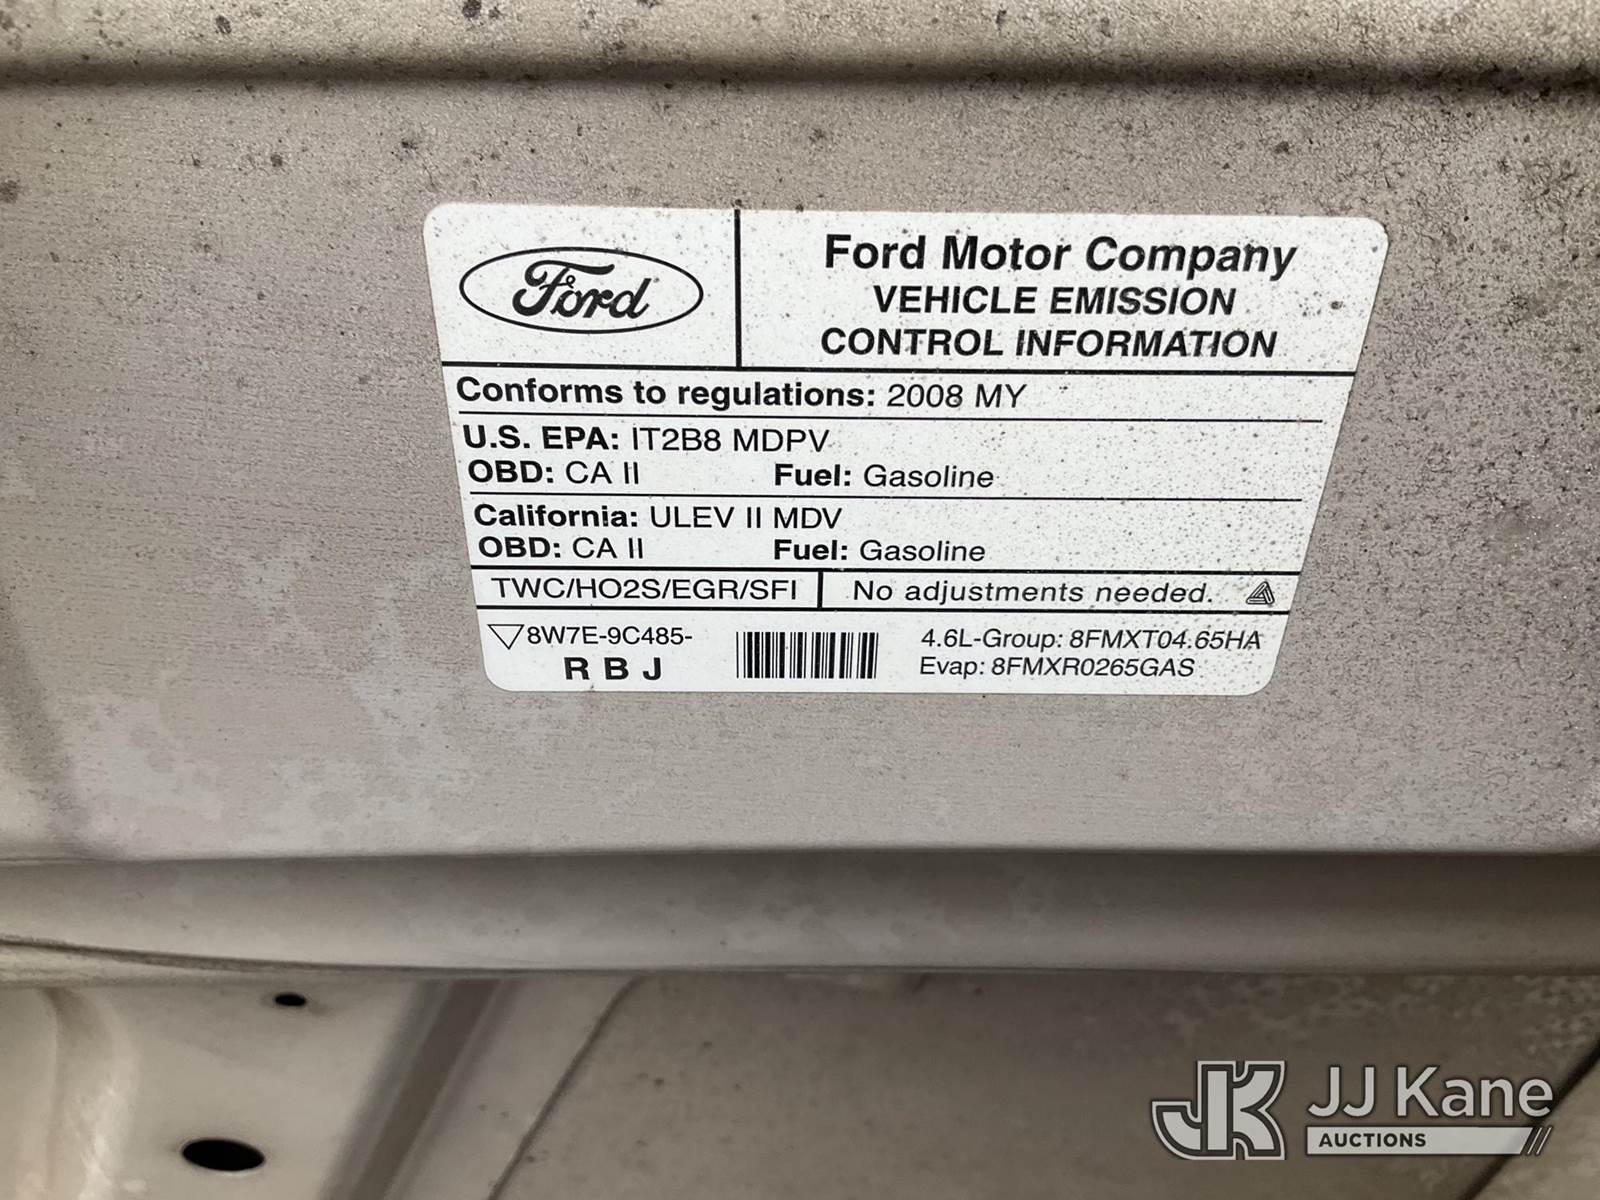 Ford
Ford Motor Company
VEHICLE EMISSION
CONTROL INFORMATION
Conforms to regulations: 2008 MY
U.S. EPA: IT2B8 MDPV
OBD: CA II Fuel: Gasoline
California: ULEV II MDV
OBD: CA II Fuel: Gasoline
TWC/HO2S/EGR/SFI No adjustments needed.
8W7E-9C485-
R B J
4.6L-Group: 8FMXT04.65HA
Evap: 8FMXR0265GAS
JK JJ Kane
AUCTIONS